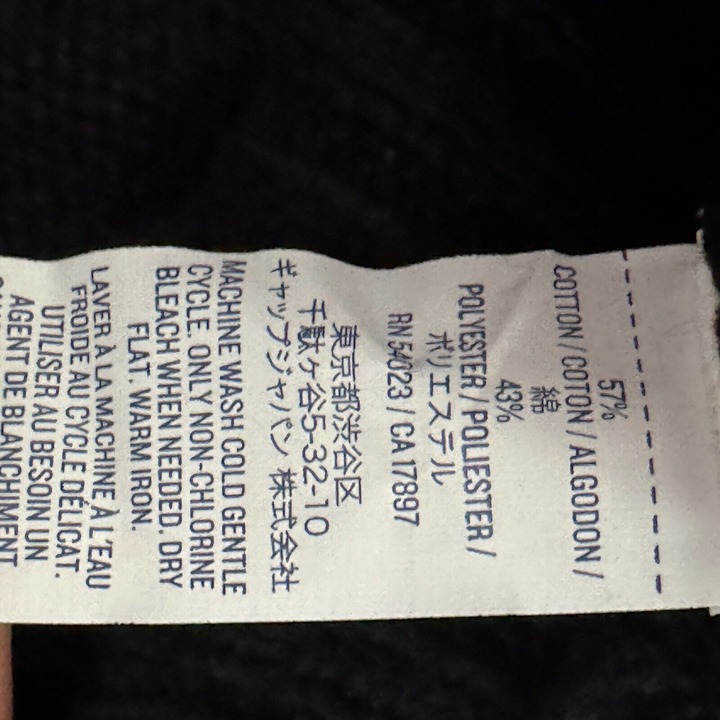 57%
COTTON / COTON / ALGODON /
綿
43%
POLYESTER / POLIESTER /
ポリエステル
RN 54023 / CA 17897
東京都渋谷区
千駄ヶ谷5-32-10
ギャップジャパン 株式会社
MACHINE WASH COLD GENTLE
CYCLE. ONLY NON-CHLORINE
BLEACH WHEN NEEDED. DRY
FLAT. WARM IRON.
LAVER À LA MACHINE À L'EAU
FROIDE AU CYCLE DÉLICAT.
UTILISER AU BESOIN UN
AGENT DE BLANCHIMENT